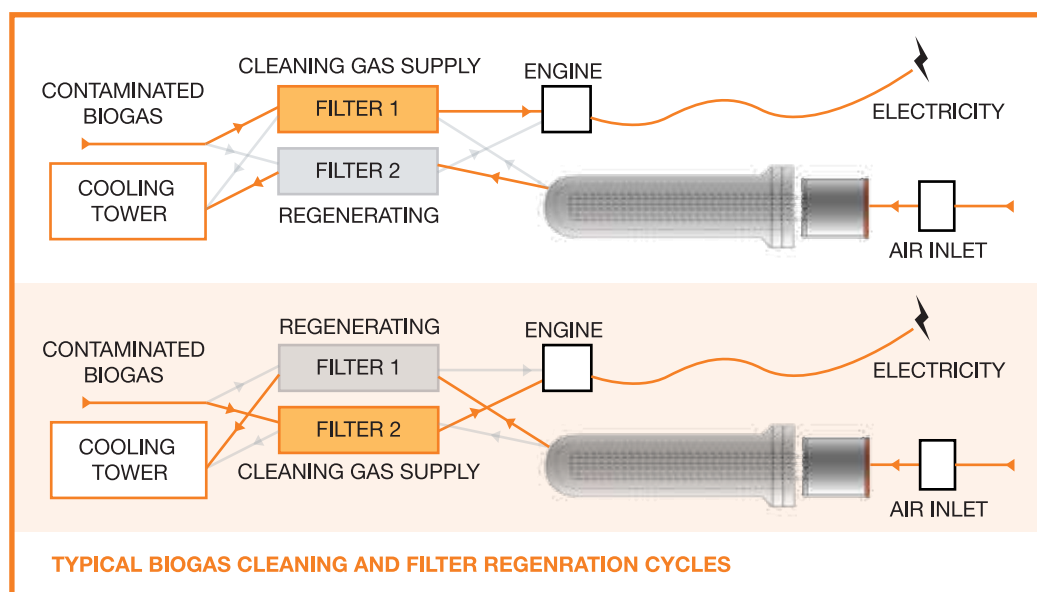 CLEANING GAS SUPPLY
ENGINE
CONTAMINATED
BIOGAS
FILTER 1
ELECTRICITY
FILTER 2
COOLING
TOWER
REGENERATING
AIR INLET
REGENERATING
ENGINE
CONTAMINATED
BIOGAS
FILTER 1
ELECTRICITY
FILTER 2
COOLING
TOWER
CLEANING GAS SUPPLY
AIR INLET
TYPICAL BIOGAS CLEANING AND FILTER REGENRATION CYCLES